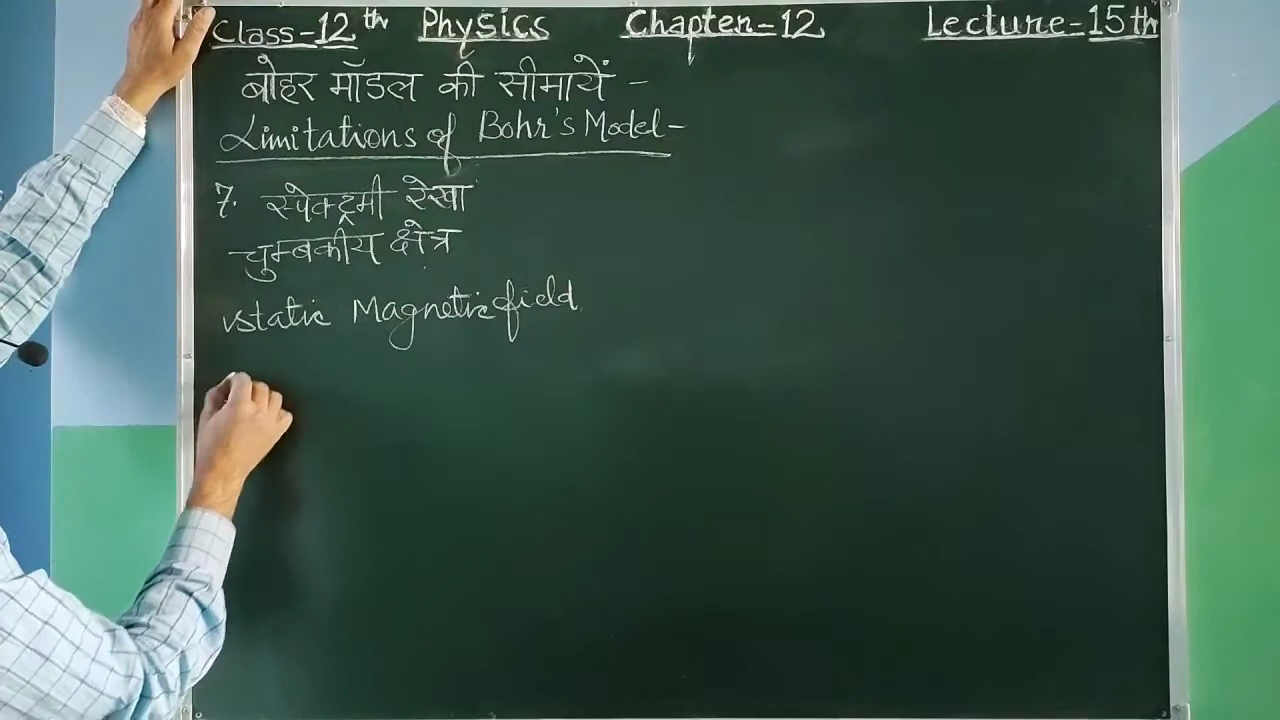 Class-12th Physics Chapter-12 Lecture-15th
बोहर मॉडल की सीमायें -
Limitations of Bohr's Model-
7. स्पेक्ट्रमी रेखा
चुम्बकीय क्षेत्र
static Magnetic field